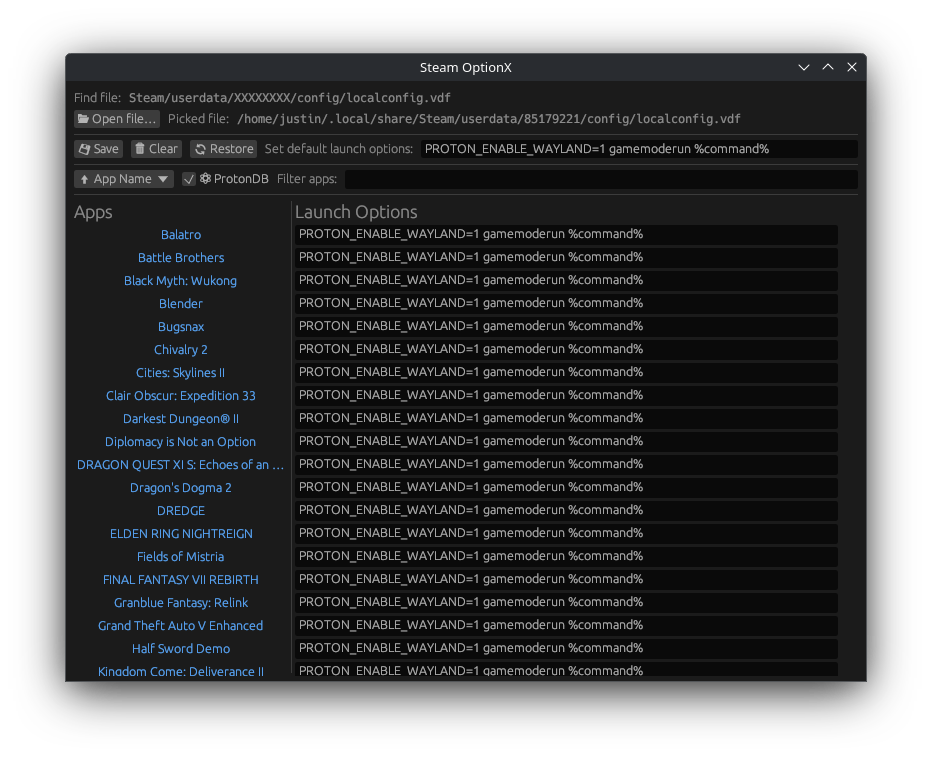 Steam OptionX
Find file: Steam/userdata/XXXXXXXX/config/localconfig.vdf
Open file... Picked file: /home/justin/.local/share/Steam/userdata/85179221/config/localconfig.vdf
Save Clear Restore Set default launch options: PROTON_ENABLE_WAYLAND=1 gamemoderun %command%
App Name ProtonDB Filter apps:
Apps Launch Options
Balatro PROTON_ENABLE_WAYLAND=1 gamemoderun %command%
Battle Brothers PROTON_ENABLE_WAYLAND=1 gamemoderun %command%
Black Myth: Wukong PROTON_ENABLE_WAYLAND=1 gamemoderun %command%
Blender PROTON_ENABLE_WAYLAND=1 gamemoderun %command%
Bugsnax PROTON_ENABLE_WAYLAND=1 gamemoderun %command%
Chivalry 2 PROTON_ENABLE_WAYLAND=1 gamemoderun %command%
Cities: Skylines II PROTON_ENABLE_WAYLAND=1 gamemoderun %command%
Clair Obscur: Expedition 33 PROTON_ENABLE_WAYLAND=1 gamemoderun %command%
Darkest Dungeon® II PROTON_ENABLE_WAYLAND=1 gamemoderun %command%
Diplomacy is Not an Option PROTON_ENABLE_WAYLAND=1 gamemoderun %command%
DRAGON QUEST XI S: Echoes of an ... PROTON_ENABLE_WAYLAND=1 gamemoderun %command%
Dragon's Dogma 2 PROTON_ENABLE_WAYLAND=1 gamemoderun %command%
DREDGE PROTON_ENABLE_WAYLAND=1 gamemoderun %command%
ELDEN RING NIGHTREIGN PROTON_ENABLE_WAYLAND=1 gamemoderun %command%
Fields of Mistria PROTON_ENABLE_WAYLAND=1 gamemoderun %command%
FINAL FANTASY VII REBIRTH PROTON_ENABLE_WAYLAND=1 gamemoderun %command%
Granblue Fantasy: Relink PROTON_ENABLE_WAYLAND=1 gamemoderun %command%
Grand Theft Auto V Enhanced PROTON_ENABLE_WAYLAND=1 gamemoderun %command%
Half Sword Demo PROTON_ENABLE_WAYLAND=1 gamemoderun %command%
Kingdom Come: Deliverance II PROTON_ENABLE_WAYLAND=1 gamemoderun %command%